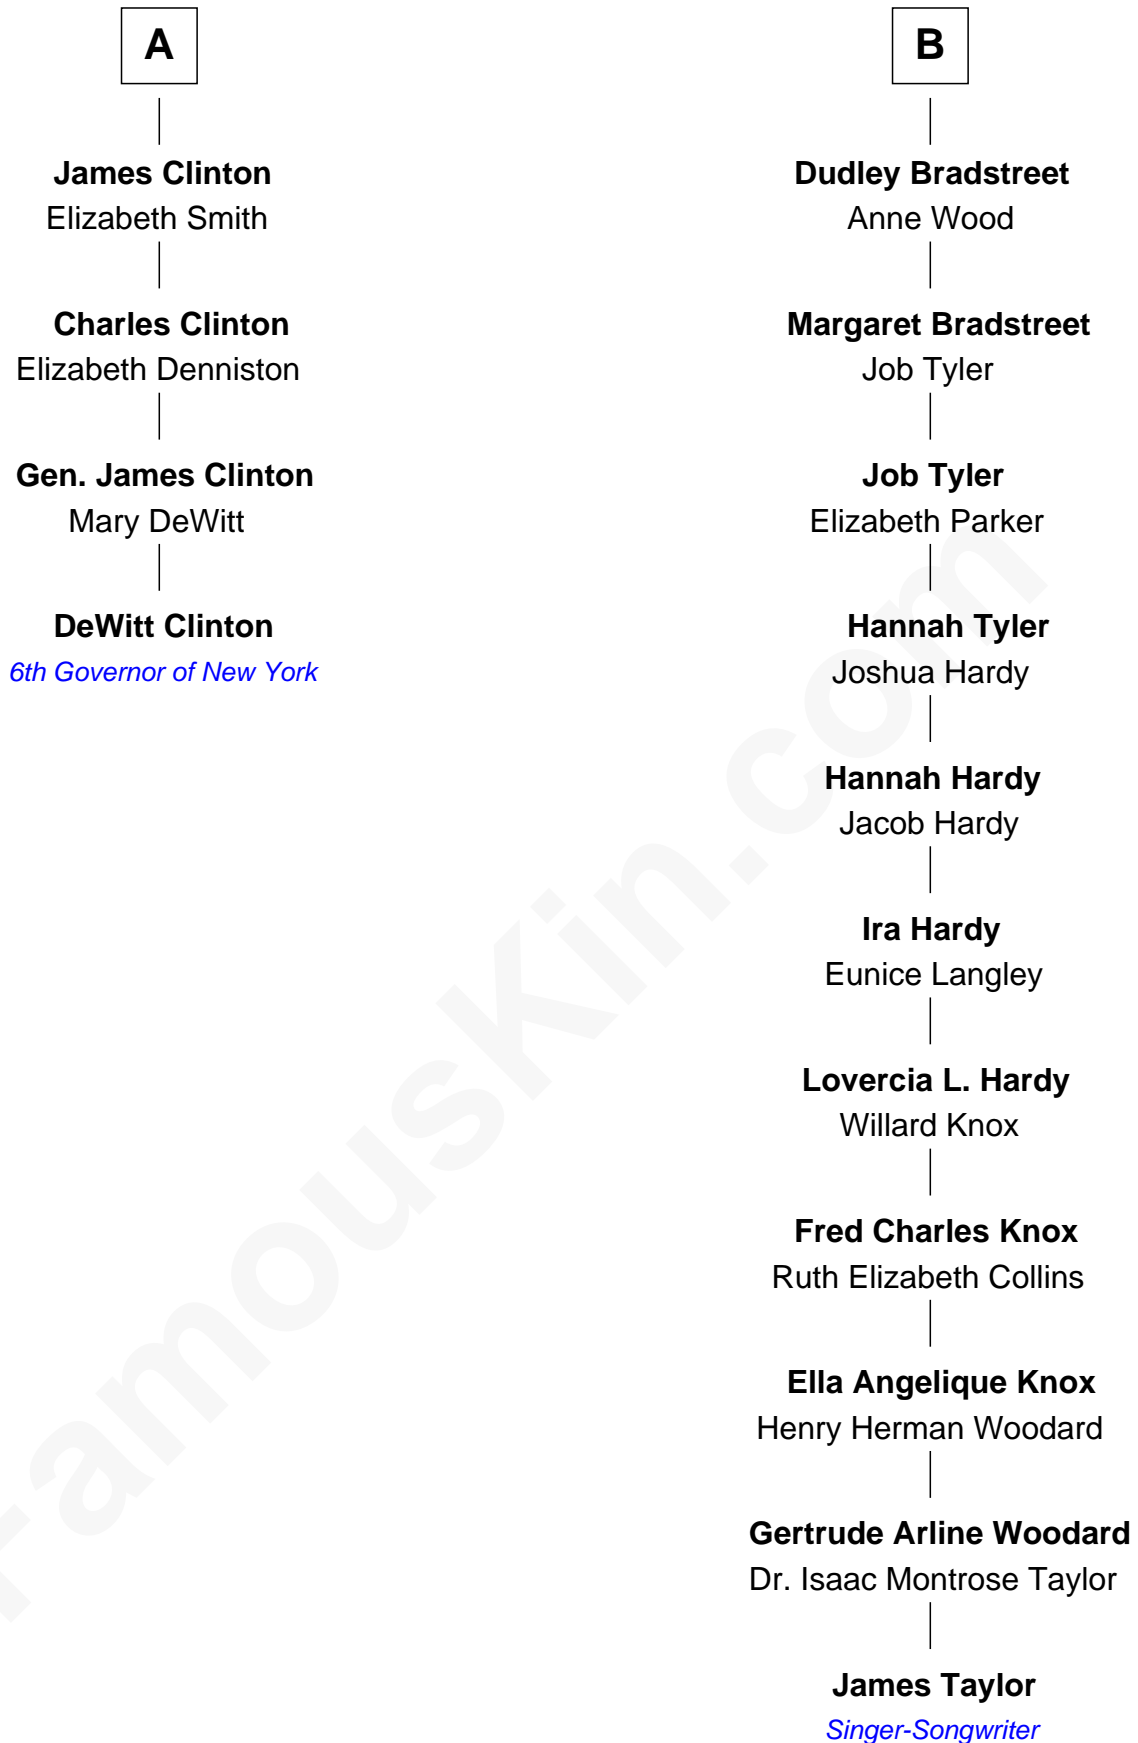 A
James Clinton
Elizabeth Smith
Charles Clinton
Elizabeth Denniston
Gen. James Clinton
Mary DeWitt
DeWitt Clinton
6th Governor of New York
B
Dudley Bradstreet
Anne Wood
Margaret Bradstreet
Job Tyler
Job Tyler
Elizabeth Parker
Hannah Tyler
Joshua Hardy
Hannah Hardy
Jacob Hardy
Ira Hardy
Eunice Langley
Lovercia L. Hardy
Willard Knox
Fred Charles Knox
Ruth Elizabeth Collins
Ella Angelique Knox
Henry Herman Woodard
Gertrude Arline Woodard
Dr. Isaac Montrose Taylor
James Taylor
Singer-Songwriter
FamousKin.com